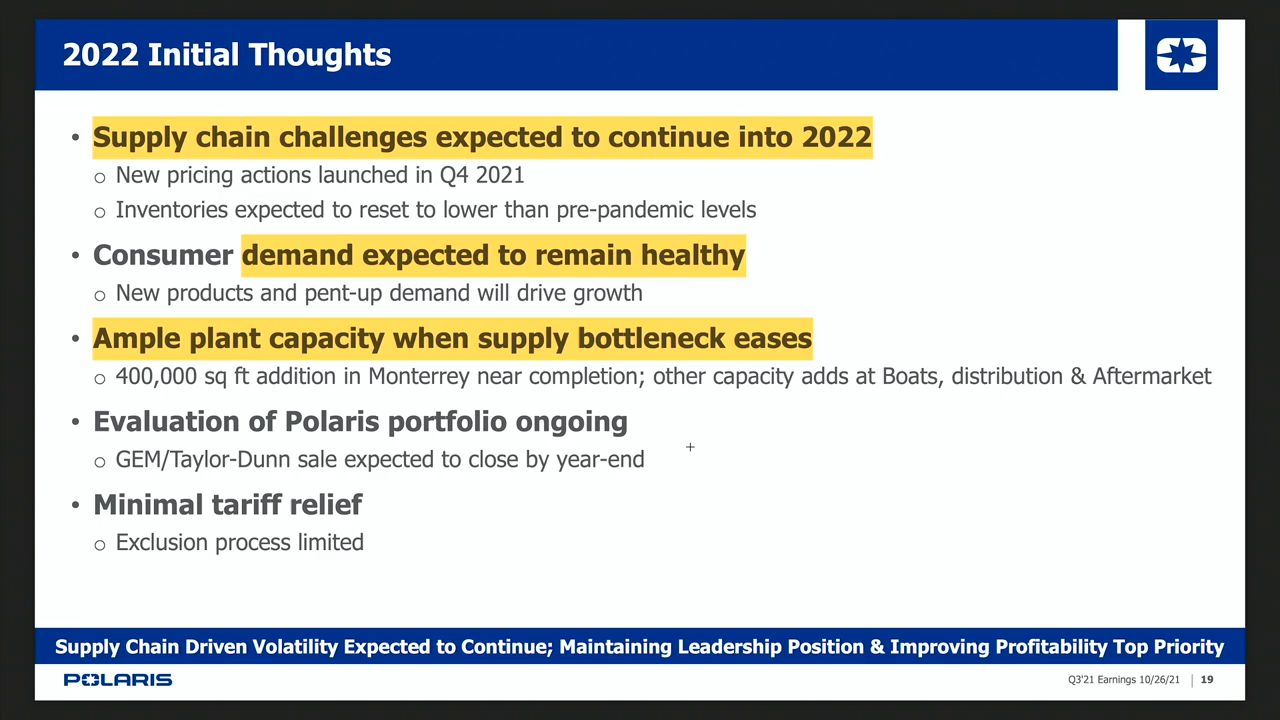 2022 Initial Thoughts
• Supply chain challenges expected to continue into 2022
o New pricing actions launched in Q4 2021
o Inventories expected to reset to lower than pre-pandemic levels
• Consumer demand expected to remain healthy
o New products and pent-up demand will drive growth
• Ample plant capacity when supply bottleneck eases
o 400,000 sq ft addition in Monterrey near completion; other capacity adds at Boats, distribution & Aftermarket
• Evaluation of Polaris portfolio ongoing
o GEM/Taylor-Dunn sale expected to close by year-end
• Minimal tariff relief
o Exclusion process limited
Supply Chain Driven Volatility Expected to Continue; Maintaining Leadership Position & Improving Profitability Top Priority
POLARIS
Q3'21 Earnings 10/26/21 | 19